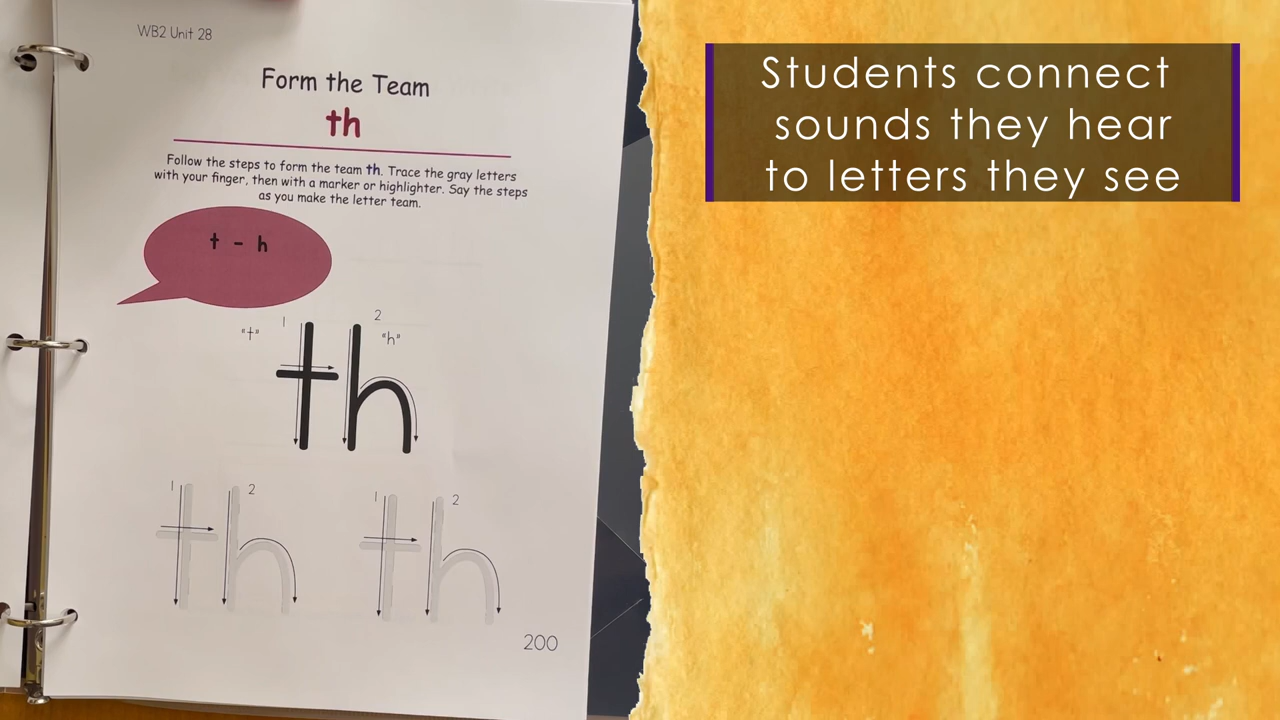 WB2 Unit 28
Form the Team
th
Follow the steps to form the team th. Trace the gray letters
with your finger, then with a marker or highlighter. Say the steps
as you make the letter team.
t - h
1 2
"t" "h"
th
1 2 1 2
th th
200
Students connect
sounds they hear
to letters they see